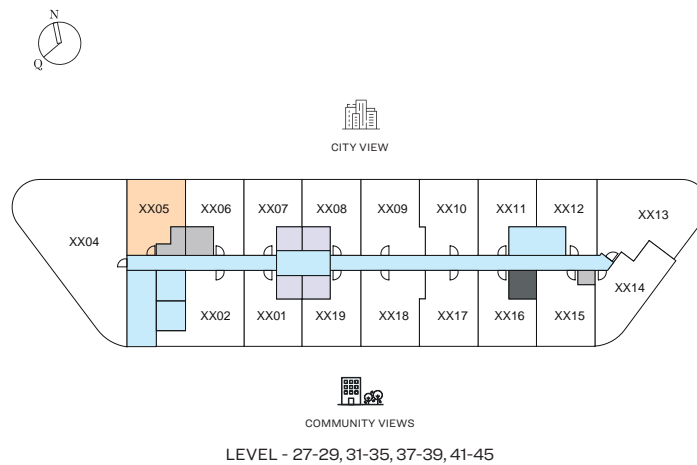 N
Q
CITY VIEW
XX05 XX06 XX07 XX08 XX09 XX10 XX11 XX12
XX04 XX13
XX14
XX02 XX01 XX19 XX18 XX17 XX16 XX15
COMMUNITY VIEWS
LEVEL - 27-29, 31-35, 37-39, 41-45